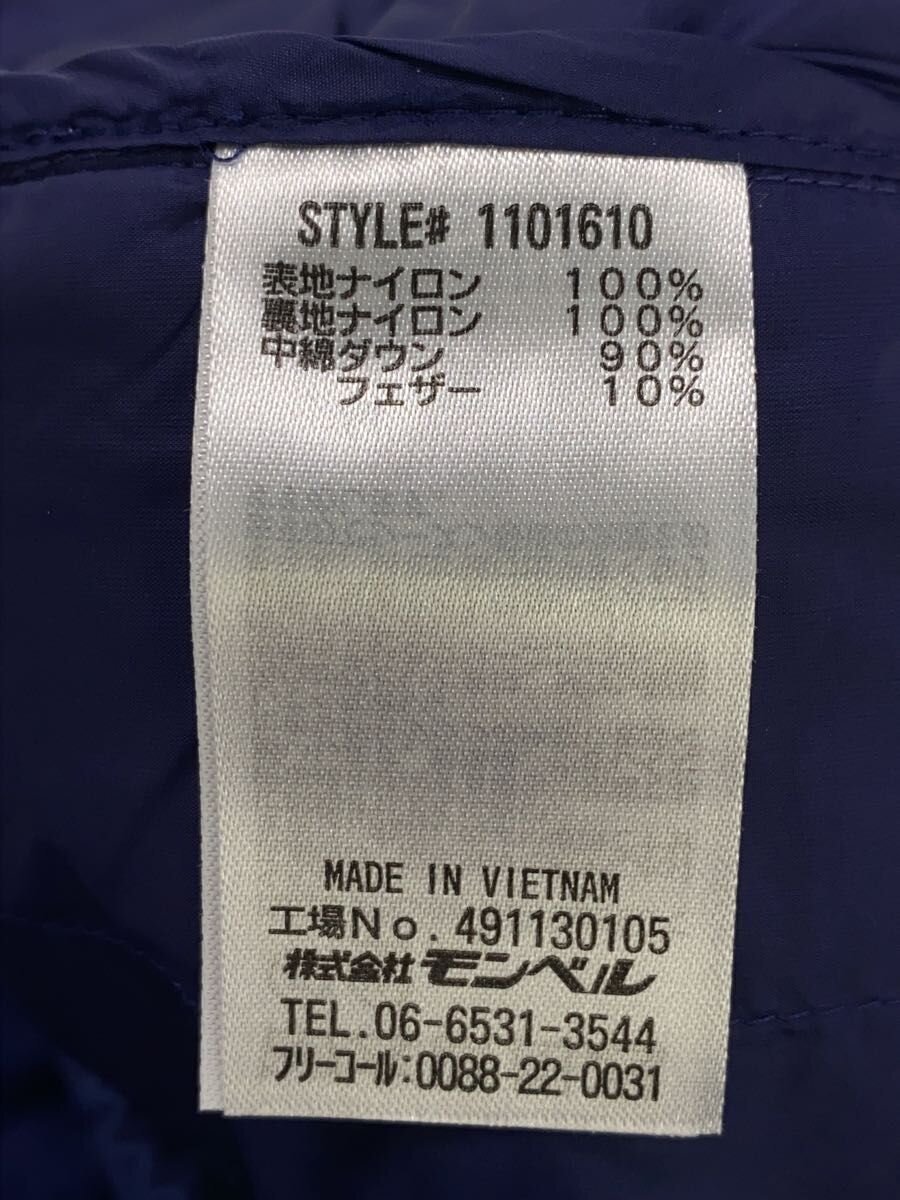 STYLE# 1101610
表地ナイロン 100%
裏地ナイロン 100%
中綿ダウン 90%
フェザー 10%
MADE IN VIETNAM
工場No. 491130105
株式会社モンベル
TEL.06-6531-3544
フリーコール:0088-22-0031